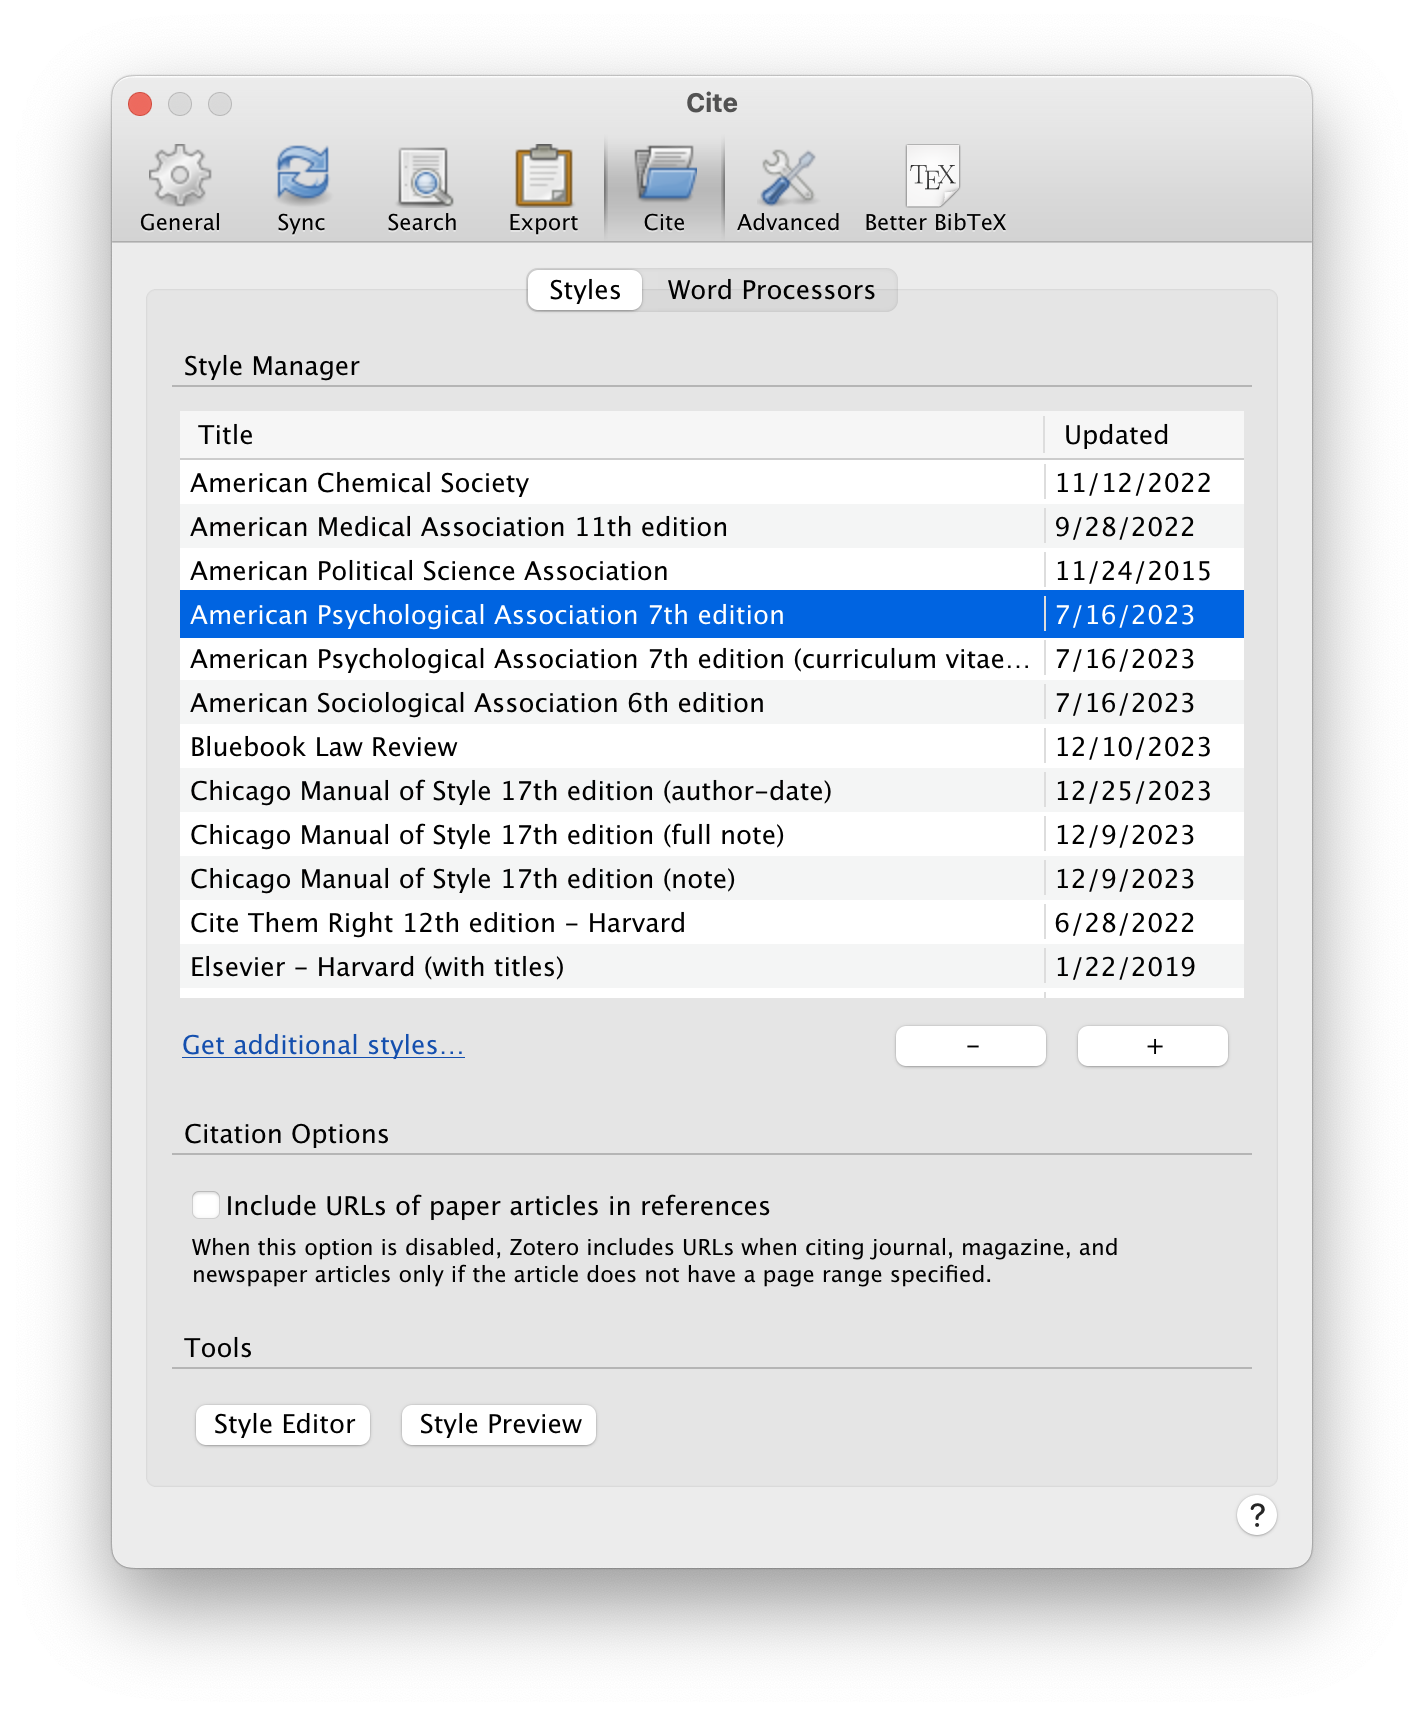 Cite
General Sync Search Export Cite Advanced Better BibTeX
TEX
Styles Word Processors
Style Manager
Title Updated
American Chemical Society 11/12/2022
American Medical Association 11th edition 9/28/2022
American Political Science Association 11/24/2015
American Psychological Association 7th edition 7/16/2023
American Psychological Association 7th edition (curriculum vitae... 7/16/2023
American Sociological Association 6th edition 7/16/2023
Bluebook Law Review 12/10/2023
Chicago Manual of Style 17th edition (author-date) 12/25/2023
Chicago Manual of Style 17th edition (full note) 12/9/2023
Chicago Manual of Style 17th edition (note) 12/9/2023
Cite Them Right 12th edition - Harvard 6/28/2022
Elsevier - Harvard (with titles) 1/22/2019
Get additional styles... - +
Citation Options
Include URLs of paper articles in references
When this option is disabled, Zotero includes URLs when citing journal, magazine, and
newspaper articles only if the article does not have a page range specified.
Tools
Style Editor Style Preview
?